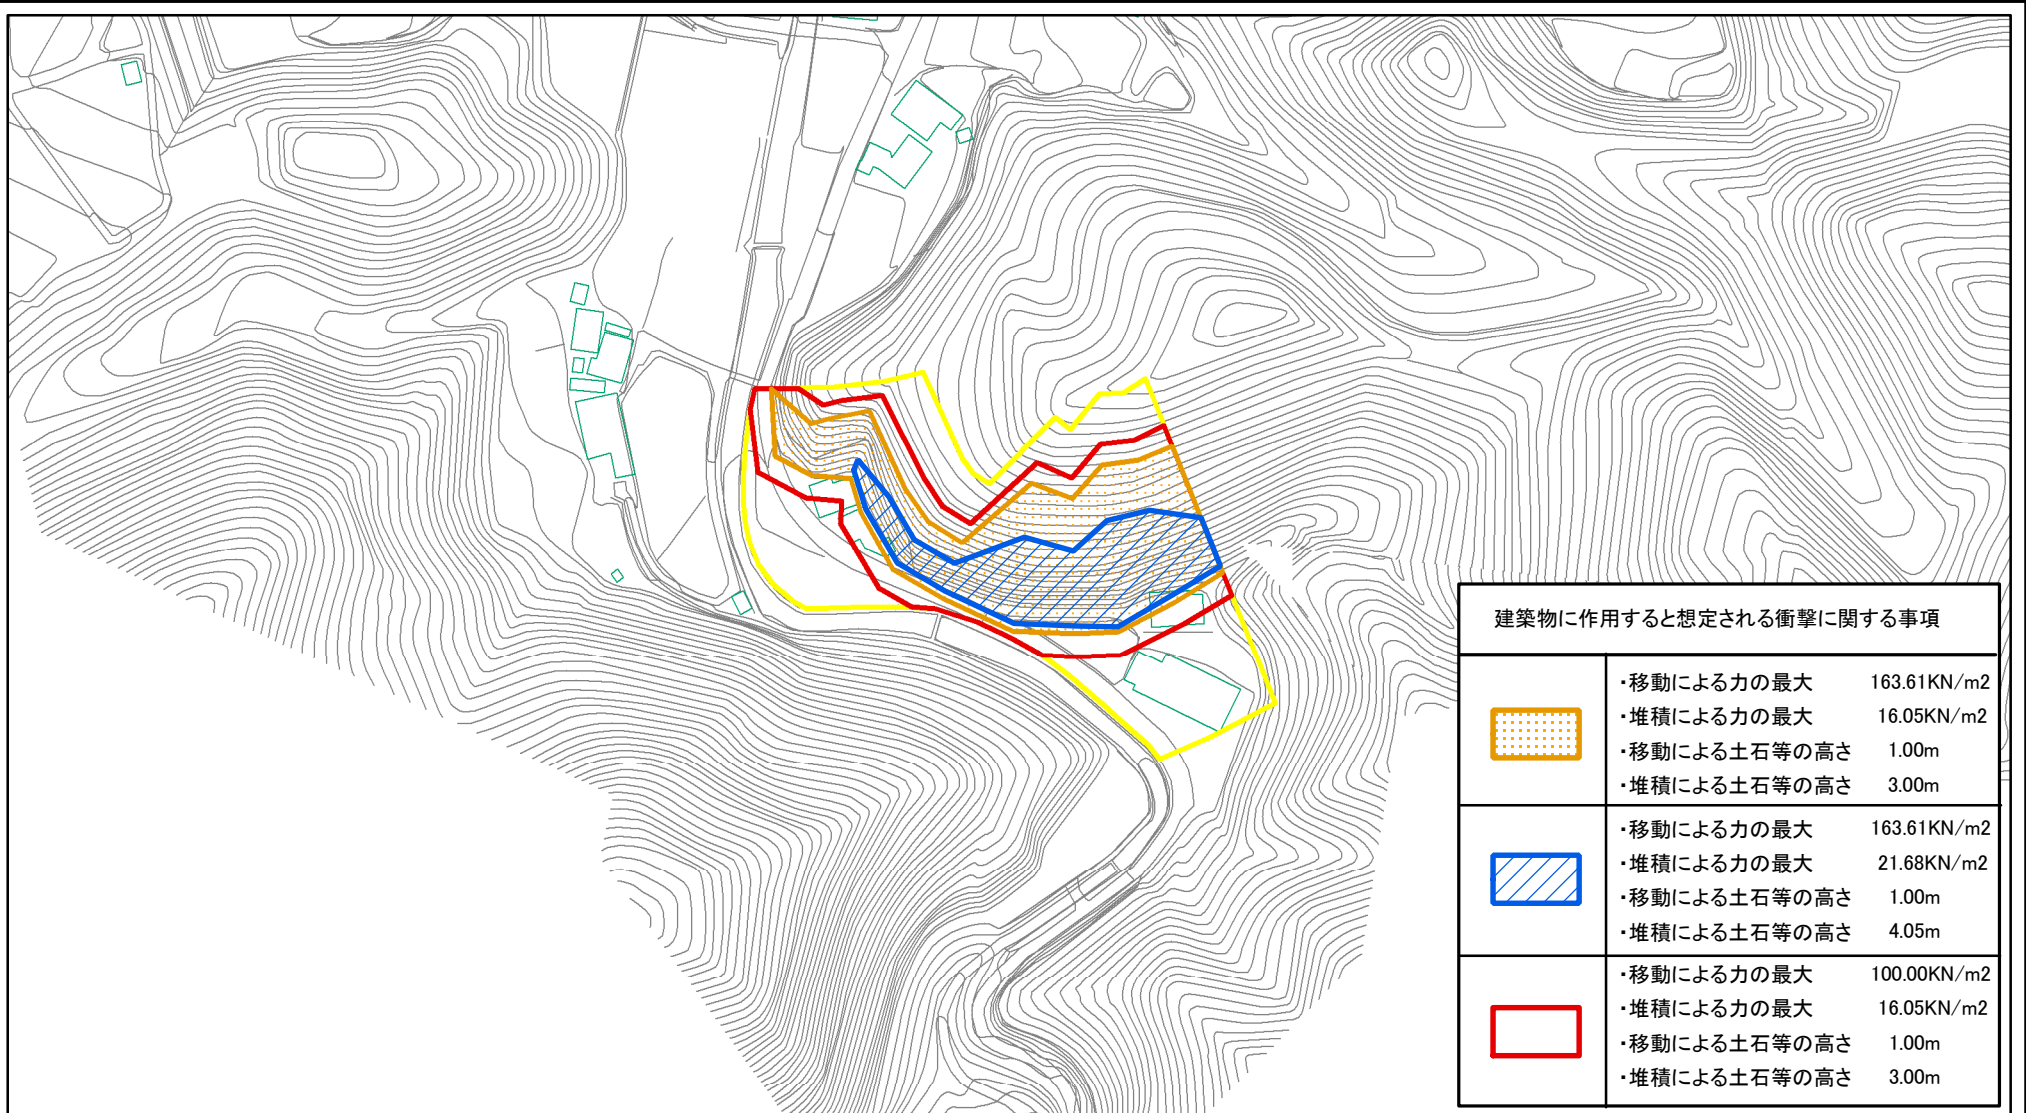 建築物に作用すると想定される衝撃に関する事項
・移動による力の最大 163.61KN/m2
・堆積による力の最大 16.05KN/m2
・移動による土石等の高さ 1.00m
・堆積による土石等の高さ 3.00m
・移動による力の最大 163.61KN/m2
・堆積による力の最大 21.68KN/m2
・移動による土石等の高さ 1.00m
・堆積による土石等の高さ 4.05m
・移動による力の最大 100.00KN/m2
・堆積による力の最大 16.05KN/m2
・移動による土石等の高さ 1.00m
・堆積による土石等の高さ 3.00m